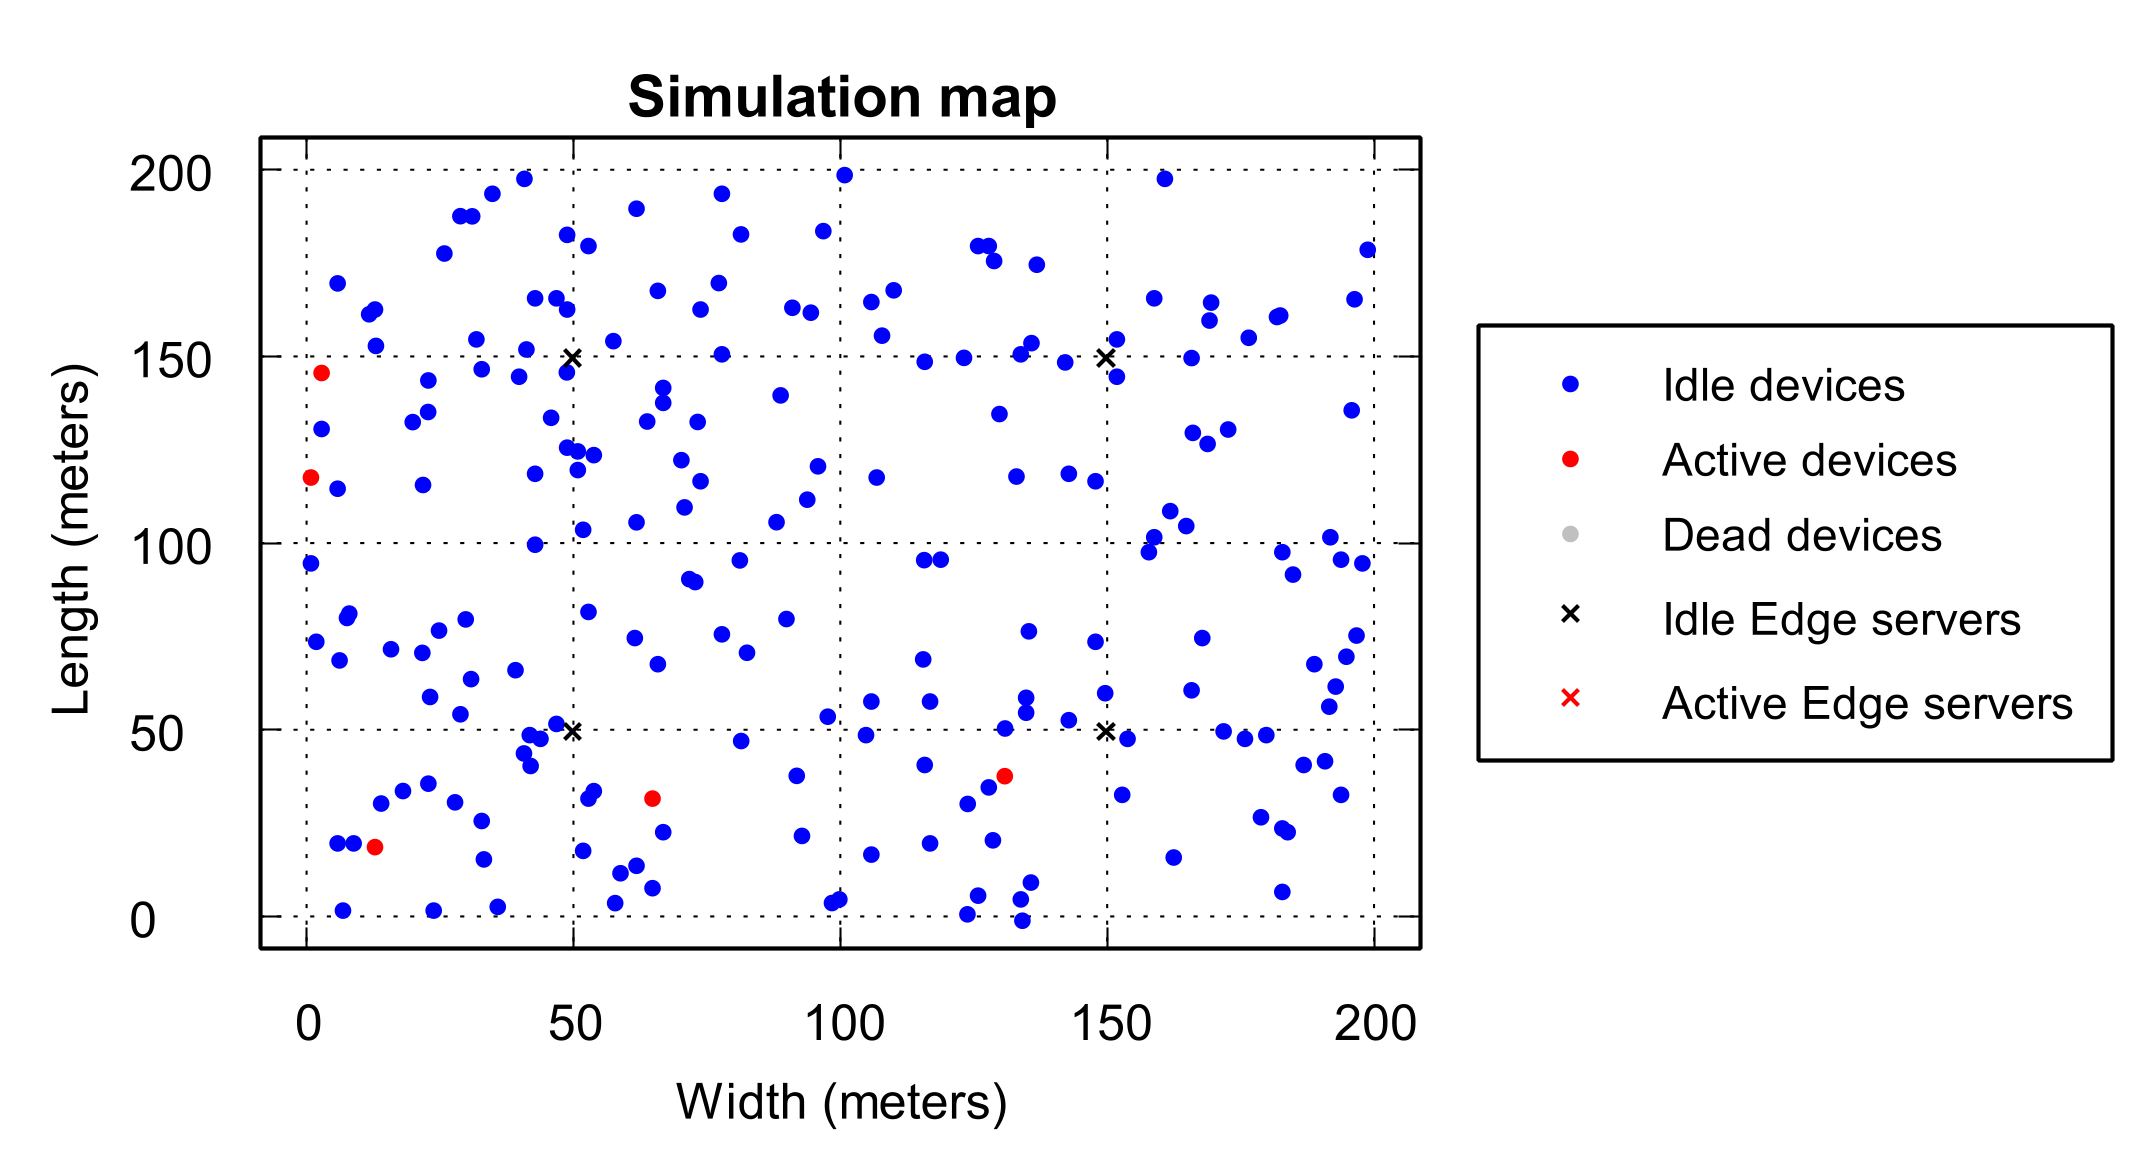 Simulation map
200
150
100
50
0
Length (meters)
0 50 100 150 200
Width (meters)
Idle devices
Active devices
Dead devices
Idle Edge servers
Active Edge servers